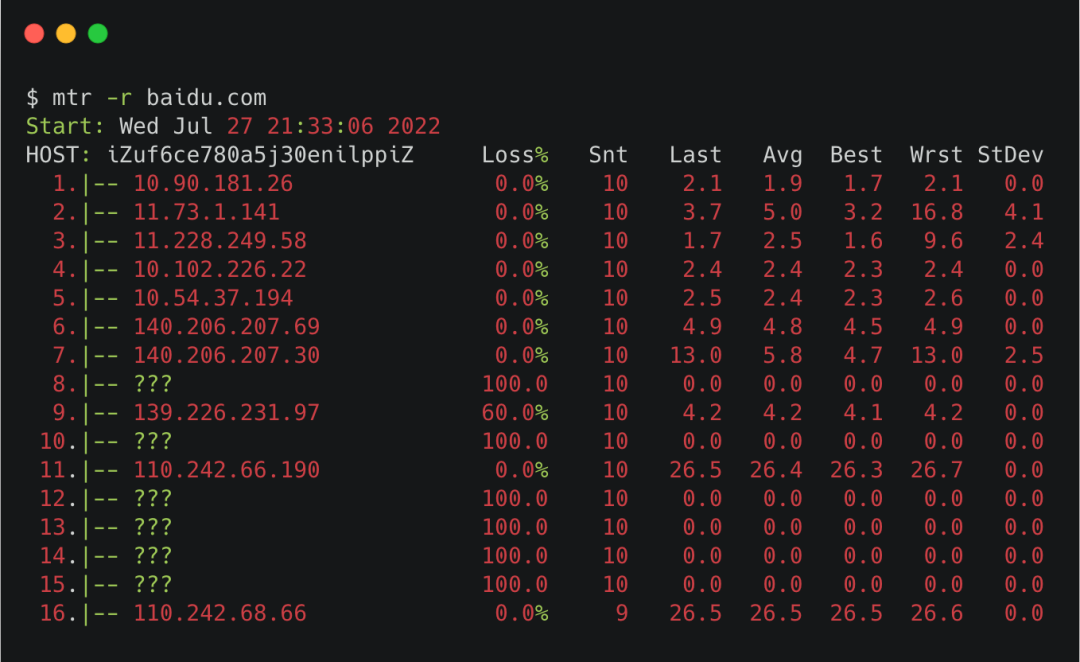 $ mtr -r baidu.com
Start: Wed Jul 27 21:33:06 2022
HOST: iZuf6ce780a5j30enilppiZ     Loss%   Snt   Last   Avg  Best  Wrst StDev
  1.|-- 10.90.181.26               0.0%    10    2.1   1.9   1.7   2.1   0.0
  2.|-- 11.73.1.141                0.0%    10    3.7   5.0   3.2  16.8   4.1
  3.|-- 11.228.249.58              0.0%    10    1.7   2.5   1.6   9.6   2.4
  4.|-- 10.102.226.22              0.0%    10    2.4   2.4   2.3   2.4   0.0
  5.|-- 10.54.37.194               0.0%    10    2.5   2.4   2.3   2.6   0.0
  6.|-- 140.206.207.69             0.0%    10    4.9   4.8   4.5   4.9   0.0
  7.|-- 140.206.207.30             0.0%    10   13.0   5.8   4.7  13.0   2.5
  8.|-- ???                       100.0    10    0.0   0.0   0.0   0.0   0.0
  9.|-- 139.226.231.97            60.0%    10    4.2   4.2   4.1   4.2   0.0
 10.|-- ???                       100.0    10    0.0   0.0   0.0   0.0   0.0
 11.|-- 110.242.66.190             0.0%    10   26.5  26.4  26.3  26.7   0.0
 12.|-- ???                       100.0    10    0.0   0.0   0.0   0.0   0.0
 13.|-- ???                       100.0    10    0.0   0.0   0.0   0.0   0.0
 14.|-- ???                       100.0    10    0.0   0.0   0.0   0.0   0.0
 15.|-- ???                       100.0    10    0.0   0.0   0.0   0.0   0.0
 16.|-- 110.242.68.66              0.0%     9   26.5  26.5  26.5  26.6   0.0